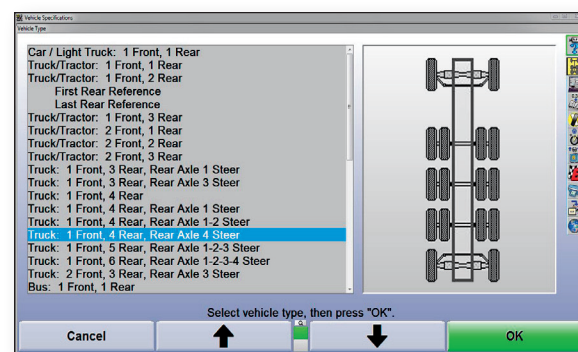 Vehicle Specifications
Vehicle Type
Car / Light Truck: 1 Front, 1 Rear
Truck/Tractor: 1 Front, 1 Rear
Truck/Tractor: 1 Front, 2 Rear
First Rear Reference
Last Rear Reference
Truck/Tractor: 1 Front, 3 Rear
Truck/Tractor: 2 Front, 1 Rear
Truck/Tractor: 2 Front, 2 Rear
Truck/Tractor: 2 Front, 3 Rear
Truck: 1 Front, 3 Rear, Rear Axle 1 Steer
Truck: 1 Front, 3 Rear, Rear Axle 3 Steer
Truck: 1 Front, 4 Rear
Truck: 1 Front, 4 Rear, Rear Axle 1 Steer
Truck: 1 Front, 4 Rear, Rear Axle 1-2 Steer
Truck: 1 Front, 4 Rear, Rear Axle 4 Steer
Truck: 1 Front, 5 Rear, Rear Axle 1-2-3 Steer
Truck: 1 Front, 6 Rear, Rear Axle 1-2-3-4 Steer
Truck: 2 Front, 3 Rear, Rear Axle 3 Steer
Bus: 1 Front, 1 Rear
Select vehicle type, then press "OK".
Cancel
OK